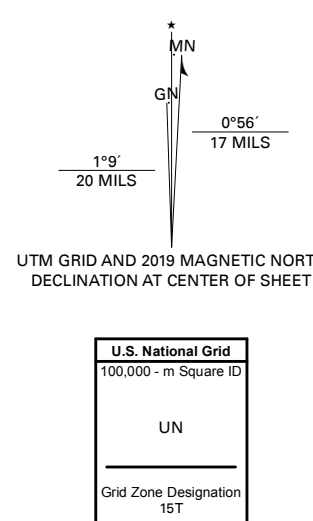 MN
GN
0°56´
17 MILS
1°9´
20 MILS
UTM GRID AND 2019 MAGNETIC NORT
DECLINATION AT CENTER OF SHEET
U.S. National Grid
100,000 - m Square ID
UN
Grid Zone Designation
15T